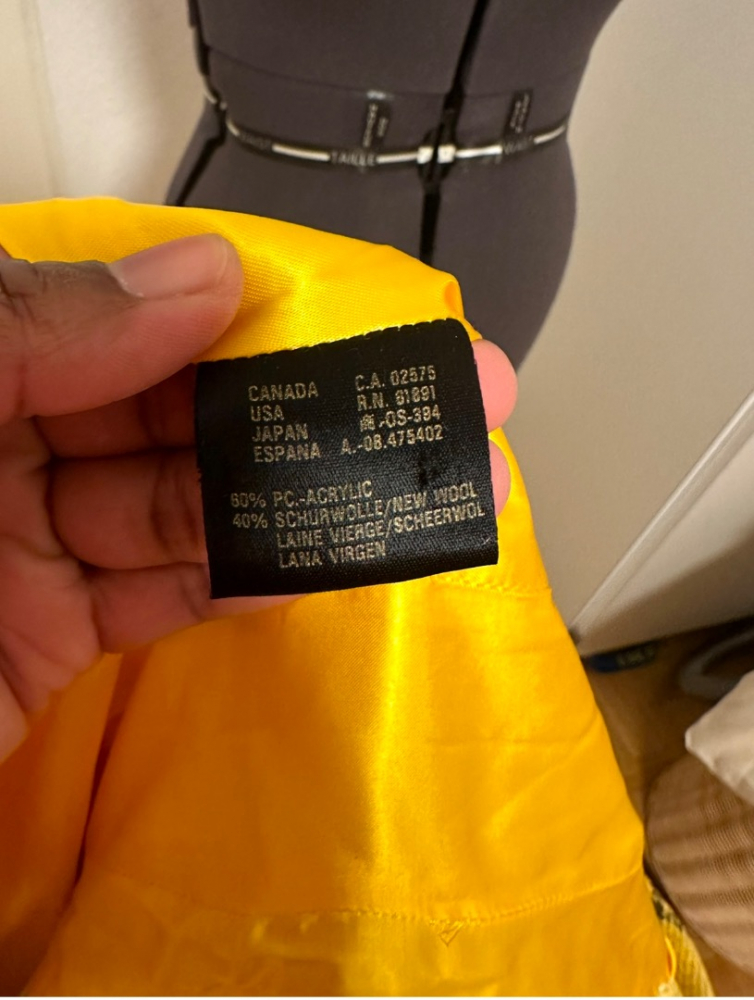 TAILLE
CANADA C.A. 02575
USA R.N. 61891
JAPAN OS-394
ESPANA A.-08.475402
60% PC.-ACRYLIC
40% SCHURWOLLE/NEW WOOL
LAINE VIERGE/SCHEERWOL
LANA VIRGEN